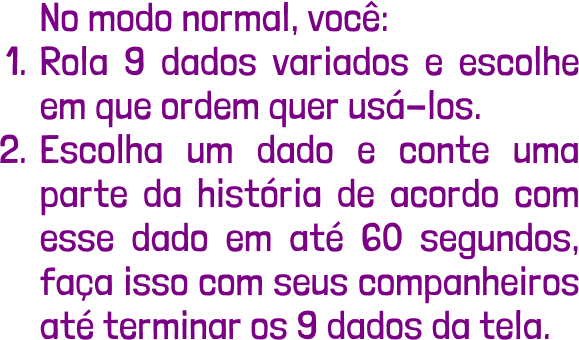 No modo normal, você:
1. Rola 9 dados variados e escolhe
em que ordem quer usá-los.
2. Escolha um dado e conte uma
parte da história de acordo com
esse dado em até 60 segundos,
faça isso com seus companheiros
até terminar os 9 dados da tela.